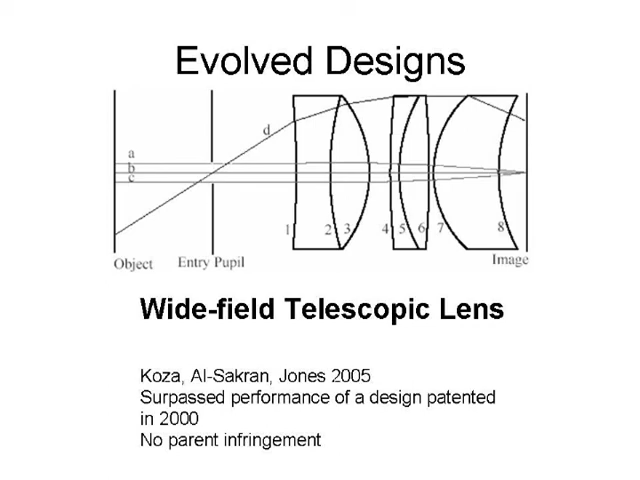 Evolved Designs
a
b
c
d
1 2 3 4 5 6 7 8
Object Entry Pupil Image
Wide-field Telescopic Lens
Koza, Al-Sakran, Jones 2005
Surpassed performance of a design patented
in 2000
No parent infringement